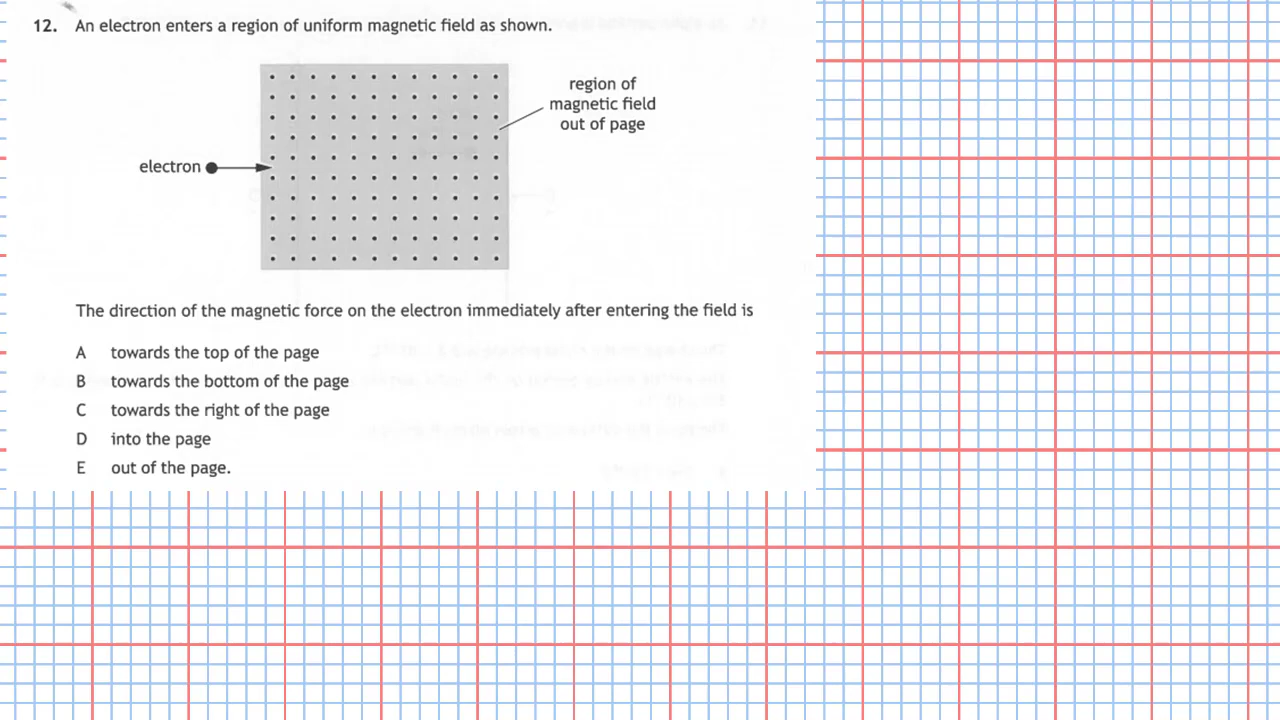 12. An electron enters a region of uniform magnetic field as shown.
region of
magnetic field
out of page
electron
The direction of the magnetic force on the electron immediately after entering the field is
A towards the top of the page
B towards the bottom of the page
C towards the right of the page
D into the page
E out of the page.